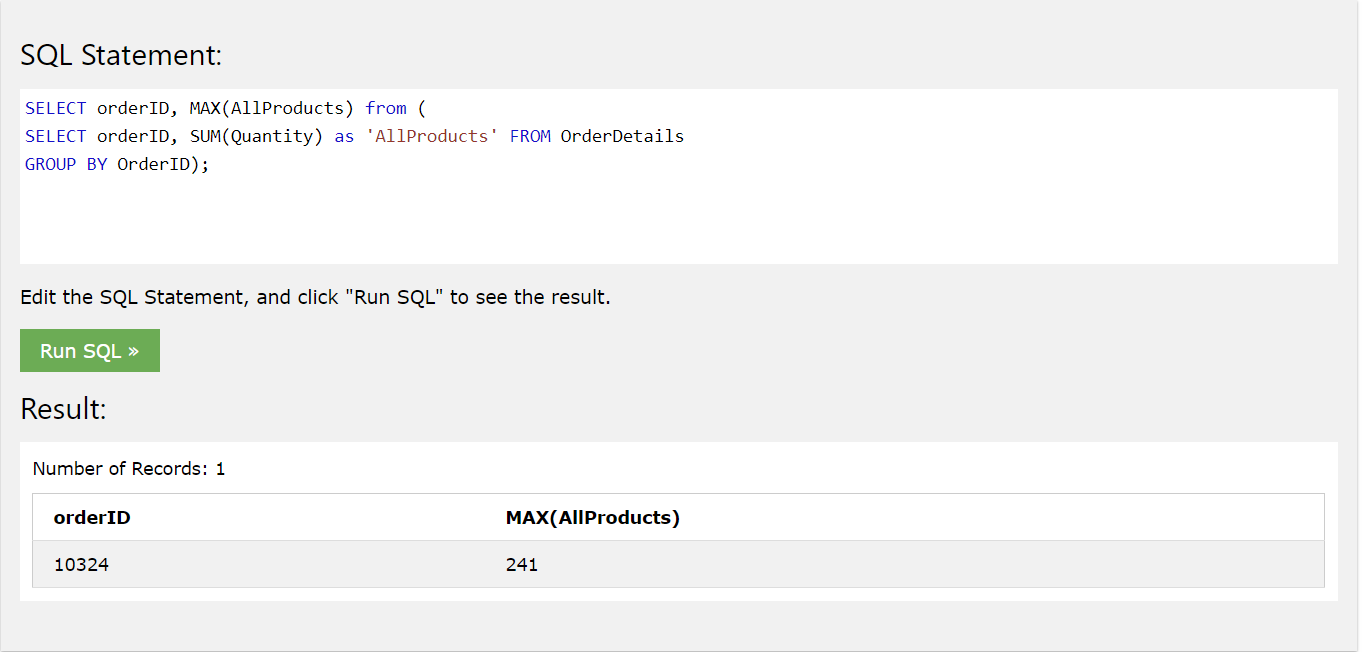 SQL Statement:
SELECT orderID, MAX(AllProducts) from (
SELECT orderID, SUM(Quantity) as 'AllProducts' FROM OrderDetails
GROUP BY OrderID);
Edit the SQL Statement, and click "Run SQL" to see the result.
Run SQL »
Result:
Number of Records: 1
orderID MAX(AllProducts)
10324 241